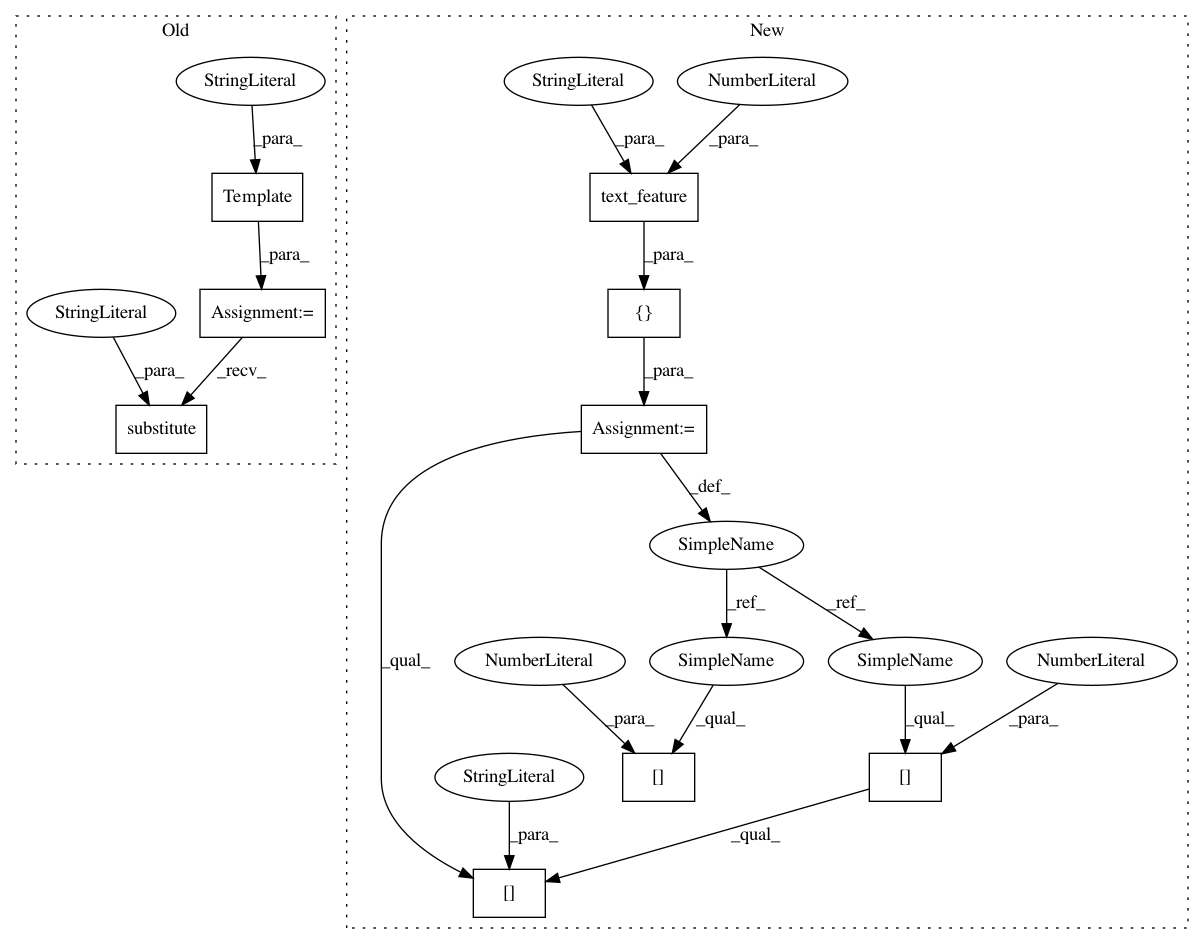 Old
New
StringLiteral
StringLiteral
NumberLiteral
_para_
_para_
_para_
Template
text_feature
_para_
_para_
StringLiteral
Assignment:=
{}
_para_
_recv_
_para_
substitute
Assignment:=
_def_
SimpleName
_ref_
_ref_
_qual_
NumberLiteral
SimpleName
SimpleName
NumberLiteral
_para_
_qual_
_qual_
_para_
StringLiteral
[]
[]
_para_
_qual_
[]